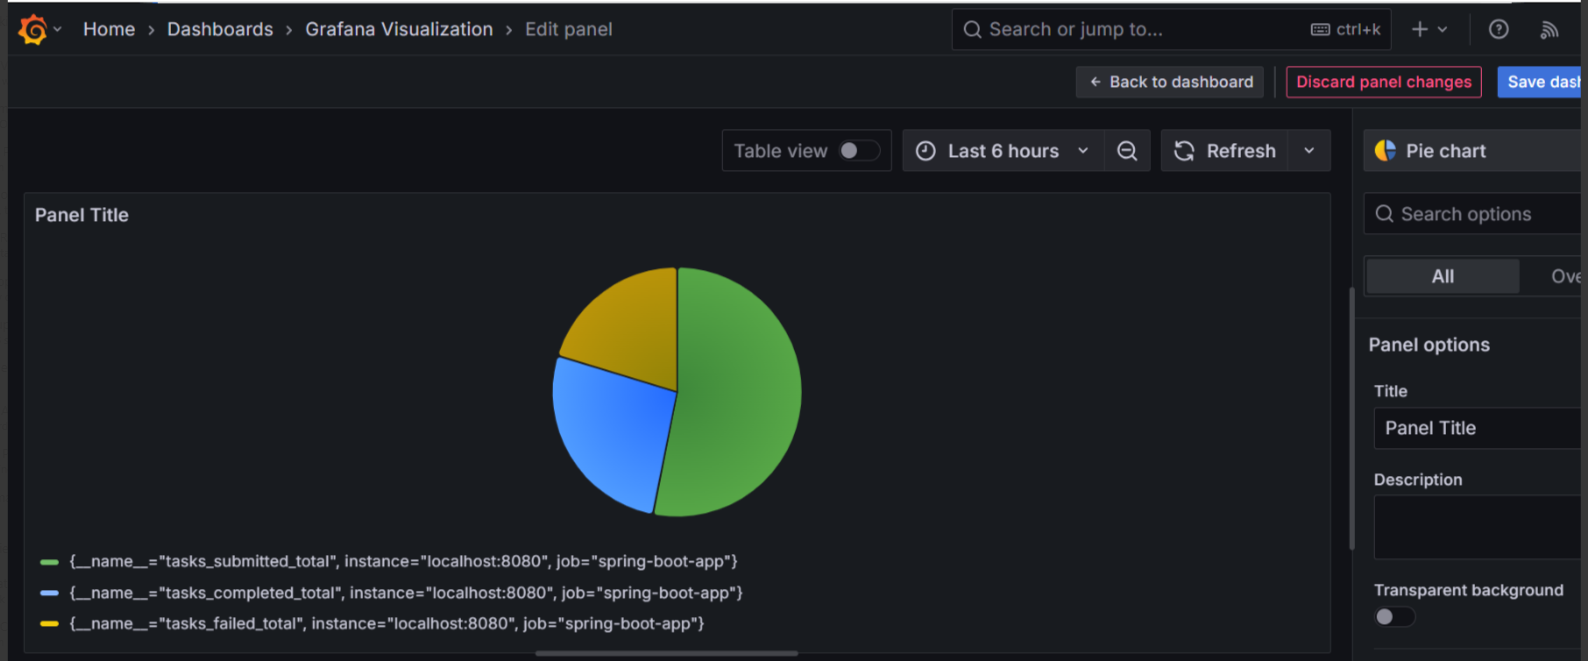 Home › Dashboards › Grafana Visualization › Edit panel
Search or jump to... ctrl+k
Back to dashboard Discard panel changes Save dash
Table view Last 6 hours Refresh Pie chart
Panel Title
Search options
All Ove
Panel options
Title
Panel Title
Description
Transparent background
{__name__="tasks_submitted_total", instance="localhost:8080", job="spring-boot-app"}
{__name__="tasks_completed_total", instance="localhost:8080", job="spring-boot-app"}
{__name__="tasks_failed_total", instance="localhost:8080", job="spring-boot-app"}